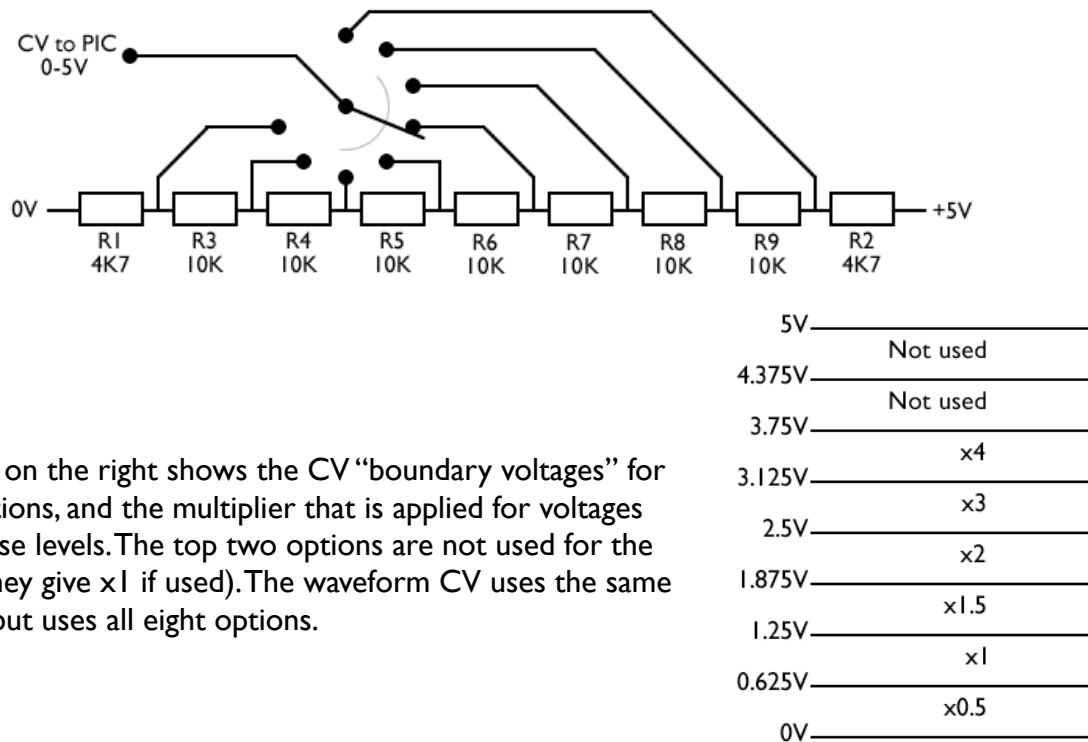 CV to PIC
0-5V
0V
+5V
R1 R3 R4 R5 R6 R7 R8 R9 R2
4K7 10K 10K 10K 10K 10K 10K 10K 4K7
5V
Not used
4.375V
Not used
3.75V
x4
3.125V
x3
2.5V
x2
1.875V
x1.5
1.25V
x1
0.625V
x0.5
0V
on the right shows the CV “boundary voltages” for
tions, and the multiplier that is applied for voltages
se levels. The top two options are not used for the
ney give x1 if used). The waveform CV uses the same
out uses all eight options.